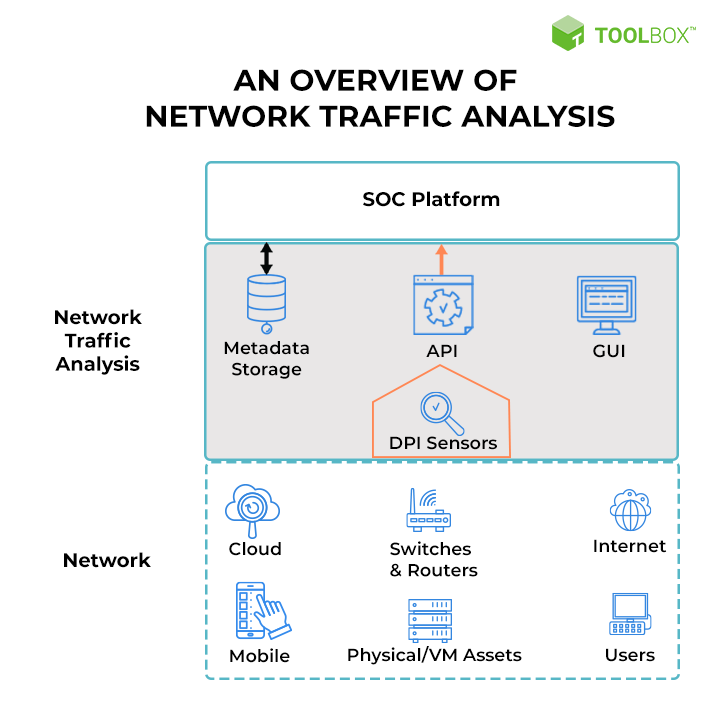 TOOLBOX™
AN OVERVIEW OF
NETWORK TRAFFIC ANALYSIS
SOC Platform
Network
Traffic
Analysis
Metadata
Storage
API
GUI
DPI Sensors
Network
Cloud
Switches
& Routers
Internet
Mobile
Physical/VM Assets
Users